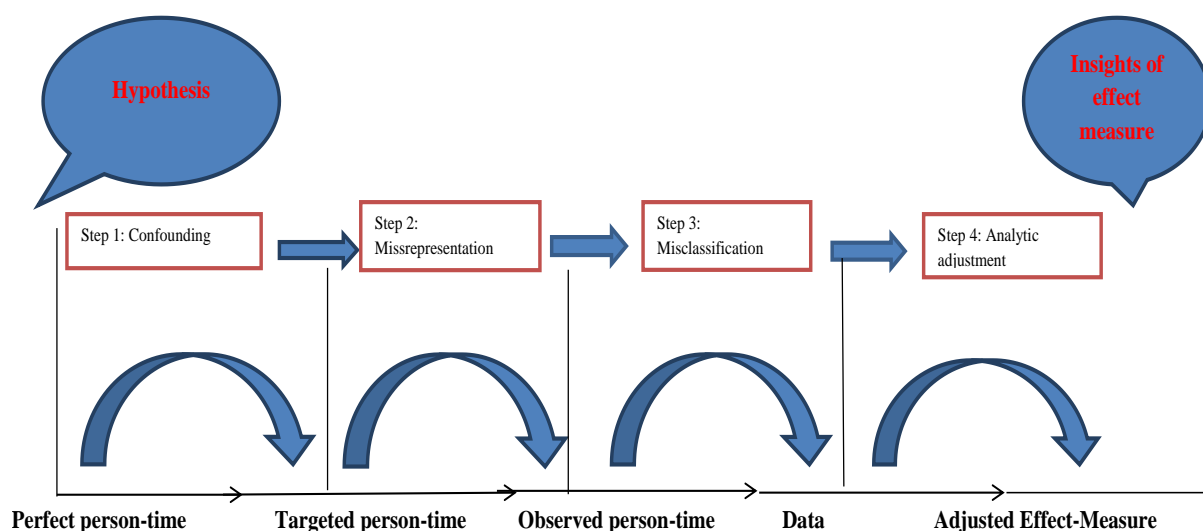 Hypothesis
Insights of
effect
measure
Step 1: Confounding
Step 2:
Missrepresentation
Step 3:
Misclassification
Step 4: Analytic
adjustment
Perfect person-time
Targeted person-time
Observed person-time
Data
Adjusted Effect-Measure